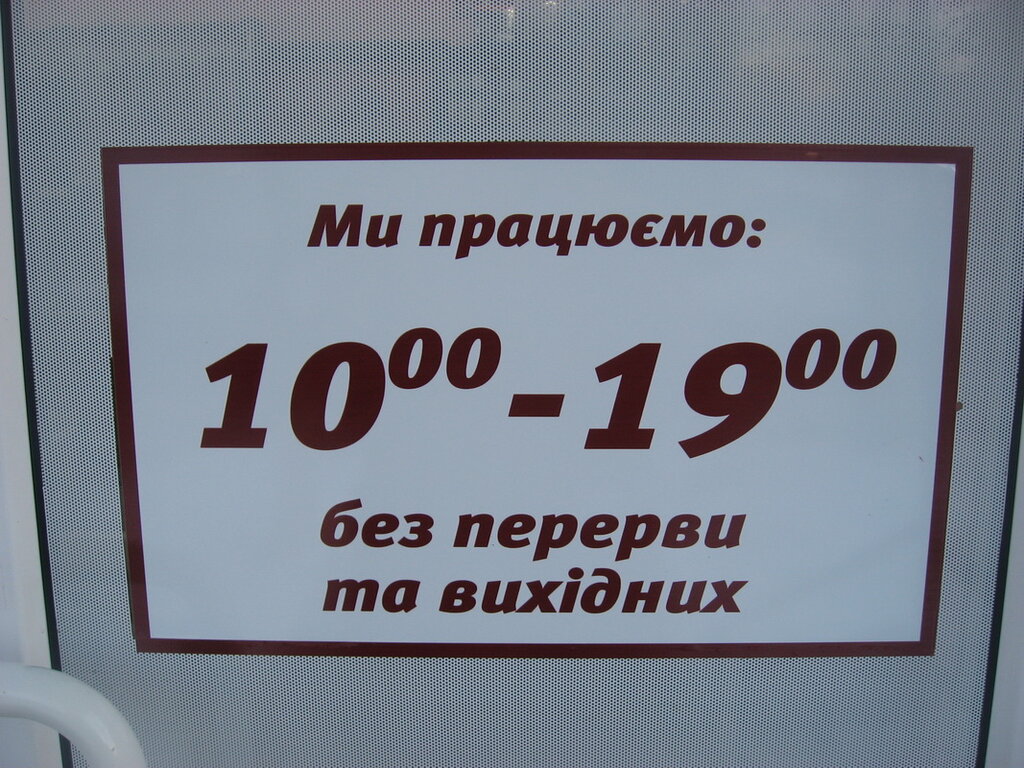 Ми працюємо:
10⁰⁰-19⁰⁰
без перерви
та вихідних